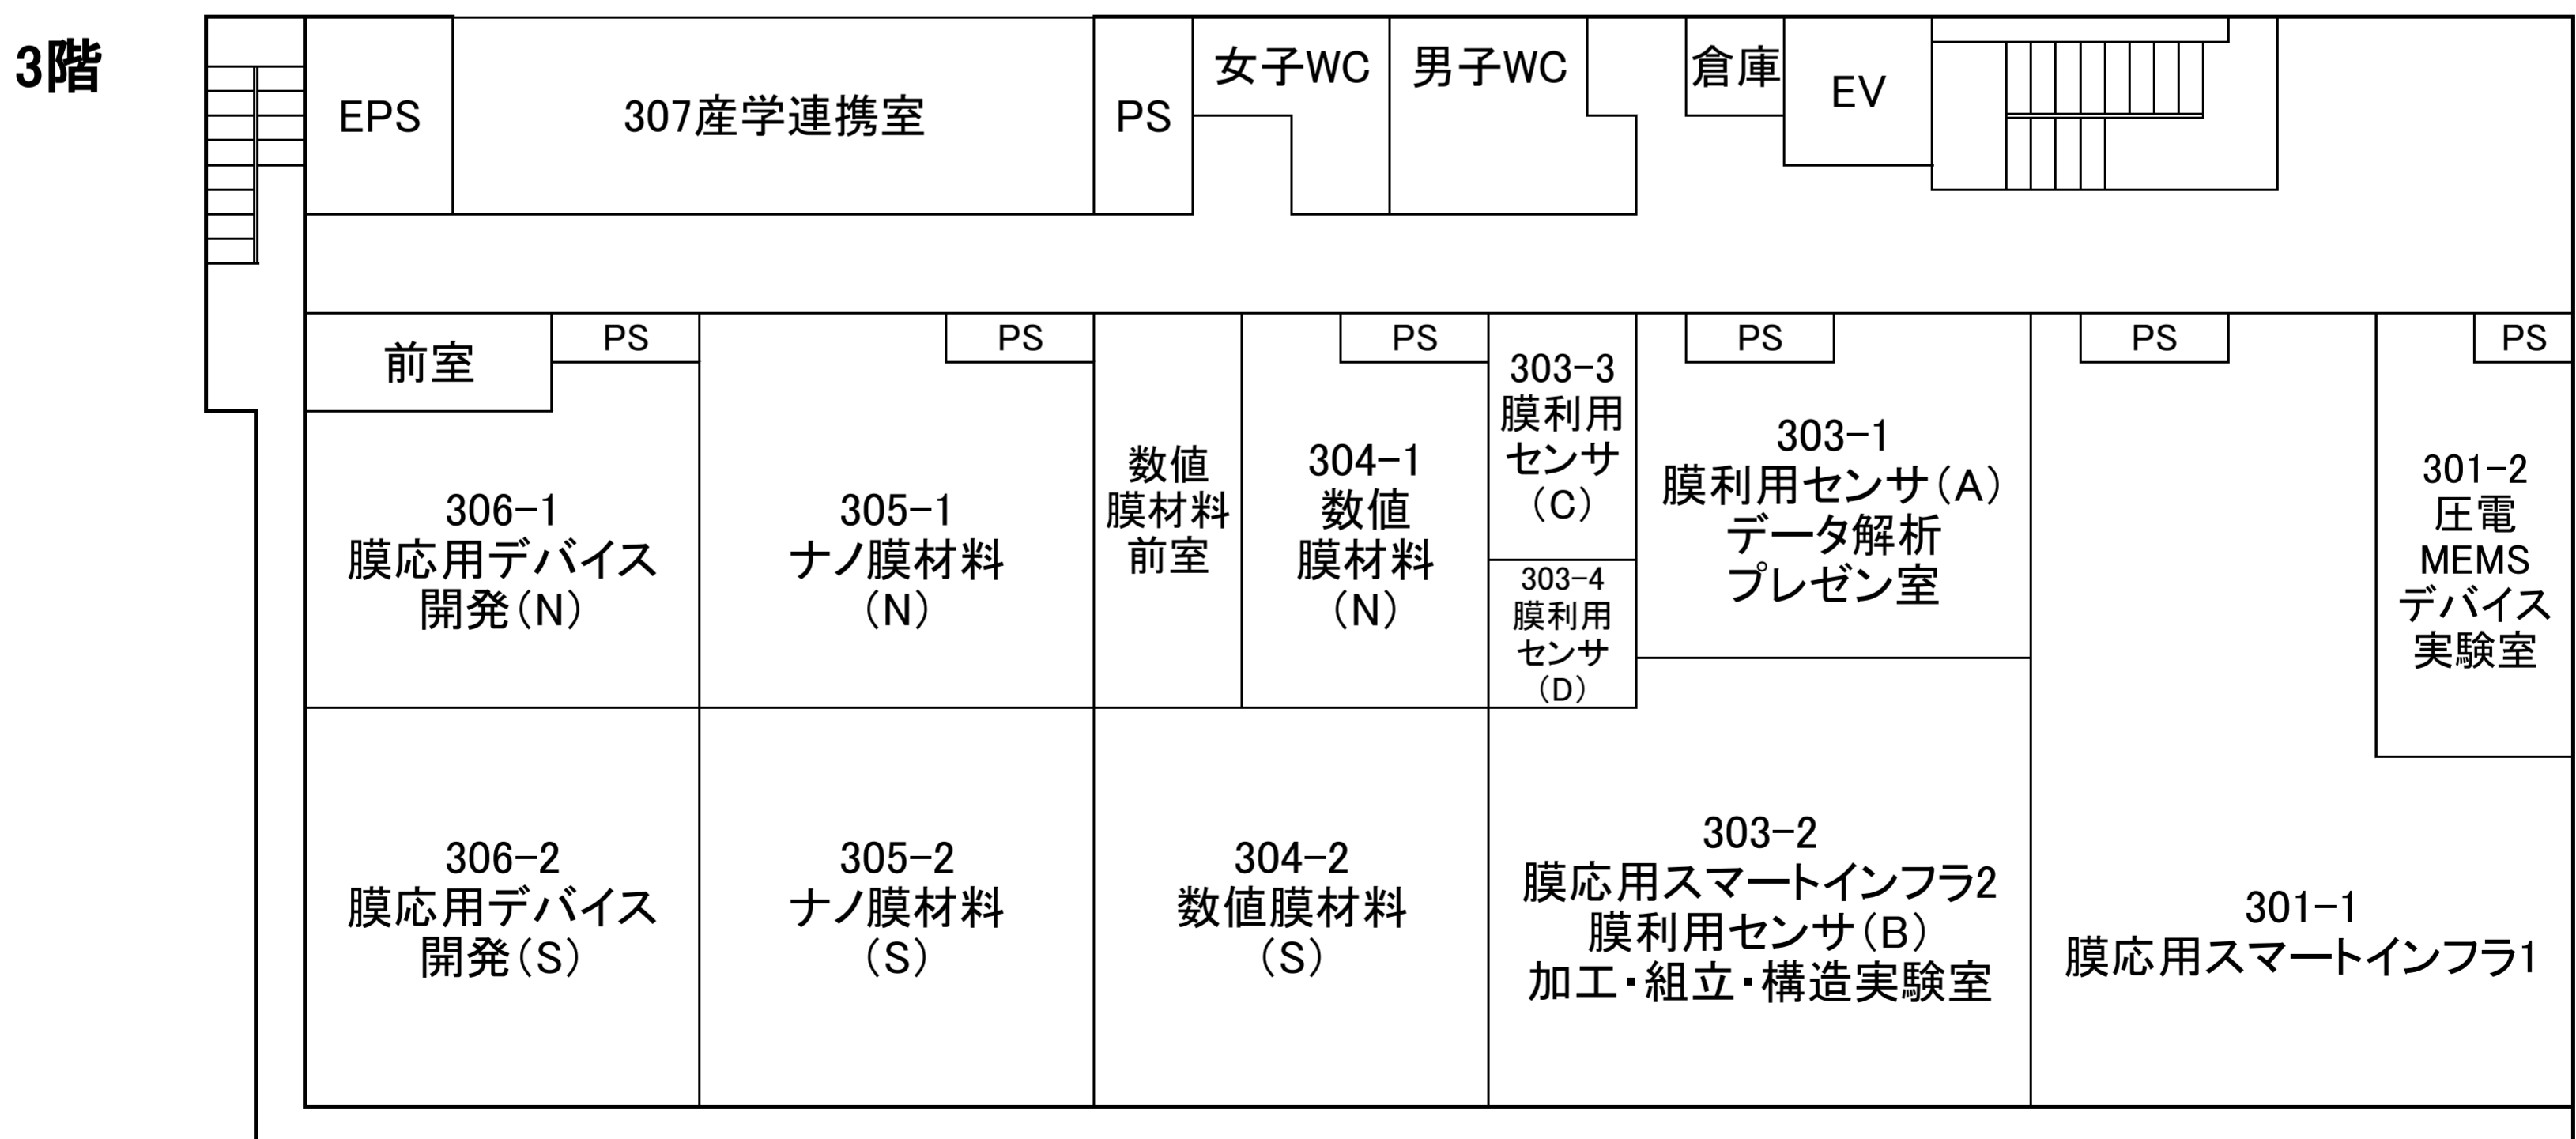 3階
EPS
307産学連携室
PS
女子WC
男子WC
倉庫
EV
前室
PS
PS
PS
PS
PS
PS
306-1
膜応用デバイス
開発(N)
305-1
ナノ膜材料
(N)
数値
膜材料
前室
304-1
数値
膜材料
(N)
303-3
膜利用
センサ
(C)
303-4
膜利用
センサ
(D)
303-1
膜利用センサ(A)
データ解析
プレゼン室
301-2
圧電
MEMS
デバイス
実験室
306-2
膜応用デバイス
開発(S)
305-2
ナノ膜材料
(S)
304-2
数値膜材料
(S)
303-2
膜応用スマートインフラ2
膜利用センサ(B)
加工・組立・構造実験室
301-1
膜応用スマートインフラ1